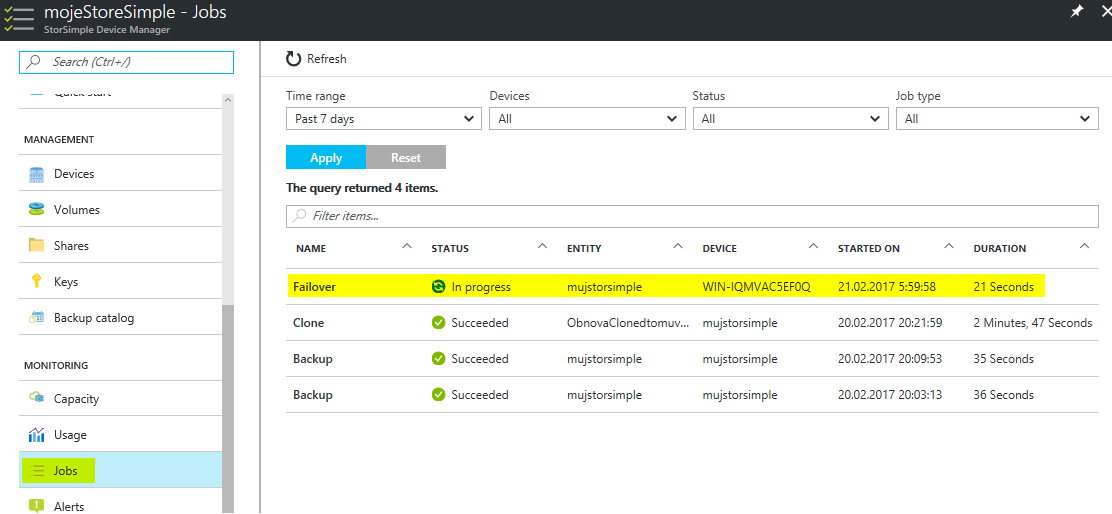 mojeStoreSimple - Jobs
StorSimple Device Manager
Search (Ctrl+/)
Quick start
MANAGEMENT
Devices
Volumes
Shares
Keys
Backup catalog
MONITORING
Capacity
Usage
Jobs
Alerts
Refresh
Time range Devices Status Job type
Past 7 days All All All
Apply Reset
The query returned 4 items.
Filter items...
NAME STATUS ENTITY DEVICE STARTED ON DURATION
Failover In progress mujstorsimple WIN-IQMVAC5EF0Q 21.02.2017 5:59:58 21 Seconds
Clone Succeeded ObnovaClonedtomuv... mujstorsimple 20.02.2017 20:21:59 2 Minutes, 47 Seconds
Backup Succeeded mujstorsimple mujstorsimple 20.02.2017 20:09:53 35 Seconds
Backup Succeeded mujstorsimple mujstorsimple 20.02.2017 20:03:13 36 Seconds